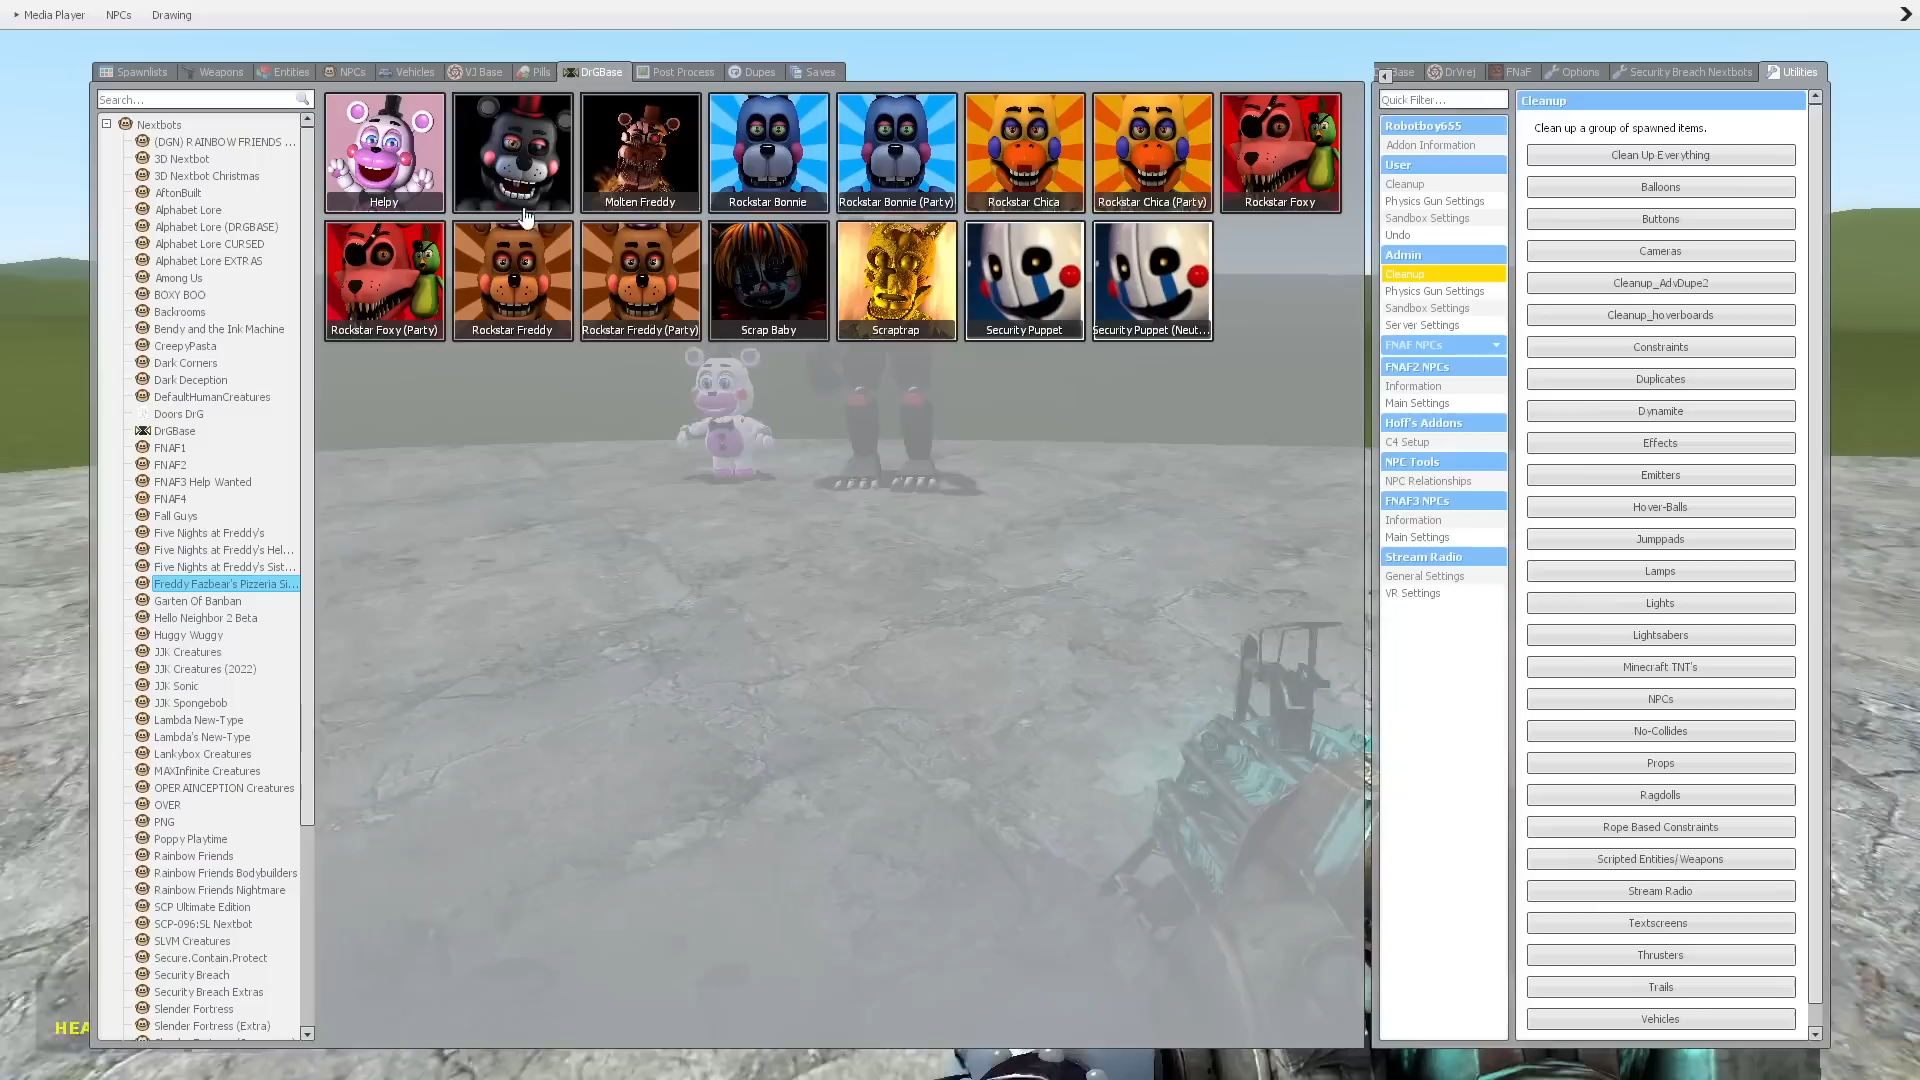 Media Player NPCs Drawing
Spawnlists Weapons Entities NPCs Vehicles VJ Base Pills DrGBase Post Process Dupes Saves
Base DrVrej FNaF Options Security Breach Nextbots Utilities
Search...
Nextbots
(DGN) RAINBOW FRIENDS ...
3D Nextbot
3D Nextbot Christmas
AftonBuilt
Alphabet Lore
Alphabet Lore (DRGBASE)
Alphabet Lore CURSED
Alphabet Lore EXTRAS
Among Us
BOXY BOO
Backrooms
Bendy and the Ink Machine
CreepyPasta
Dark Corners
Dark Deception
DefaultHumanCreatures
Doors DrG
DrGBase
FNAF1
FNAF2
FNAF3 Help Wanted
FNAF4
Fall Guys
Five Nights at Freddy's
Five Nights at Freddy's Hel...
Five Nights at Freddy's Sist...
Freddy Fazbear's Pizzeria Si...
Garten Of Banban
Hello Neighbor 2 Beta
Huggy Wuggy
JJK Creatures
JJK Creatures (2022)
JJK Sonic
JJK Spongebob
Lambda New-Type
Lambda's New-Type
Lankybox Creatures
MAXInfinite Creatures
OPERAINCEPTION Creatures
OVER
PNG
Poppy Playtime
Rainbow Friends
Rainbow Friends Bodybuilders
Rainbow Friends Nightmare
SCP Ultimate Edition
SCP-096:SL Nextbot
SLVM Creatures
Secure.Contain.Protect
Security Breach
Security Breach Extras
Slender Fortress
Slender Fortress (Extra)
HEA
Helpy
Molten Freddy
Rockstar Bonnie
Rockstar Bonnie (Party)
Rockstar Chica
Rockstar Chica (Party)
Rockstar Foxy
Rockstar Foxy (Party)
Rockstar Freddy
Rockstar Freddy (Party)
Scrap Baby
Scraptrap
Security Puppet
Security Puppet (Neut...
Quick Filter...
Robotboy655
Addon Information
User
Cleanup
Physics Gun Settings
Sandbox Settings
Undo
Admin
Cleanup
Physics Gun Settings
Sandbox Settings
Server Settings
FNAF NPCs
FNAF2 NPCs
Information
Main Settings
Hoff's Addons
C4 Setup
NPC Tools
NPC Relationships
FNAF3 NPCs
Information
Main Settings
Stream Radio
General Settings
VR Settings
Cleanup
Clean up a group of spawned items.
Clean Up Everything
Balloons
Buttons
Cameras
Cleanup_AdvDupe2
Cleanup_hoverboards
Constraints
Duplicates
Dynamite
Effects
Emitters
Hover-Balls
Jumppads
Lamps
Lights
Lightsabers
Minecraft TNT's
NPCs
No-Collides
Props
Ragdolls
Rope Based Constraints
Scripted Entities/Weapons
Stream Radio
Textscreens
Thrusters
Trails
Vehicles